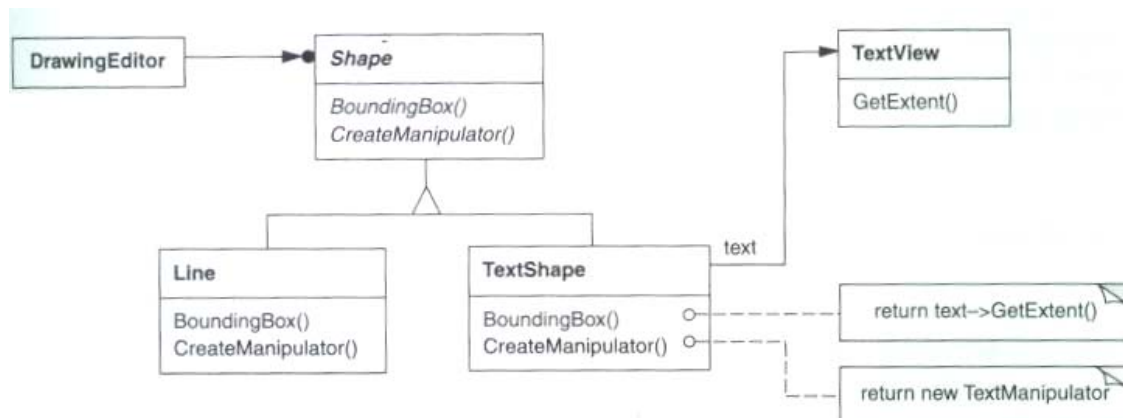 DrawingEditor
Shape
BoundingBox()
CreateManipulator()
TextView
GetExtent()
Line
BoundingBox()
CreateManipulator()
text
TextShape
BoundingBox()
CreateManipulator()
return text–>GetExtent()
return new TextManipulator